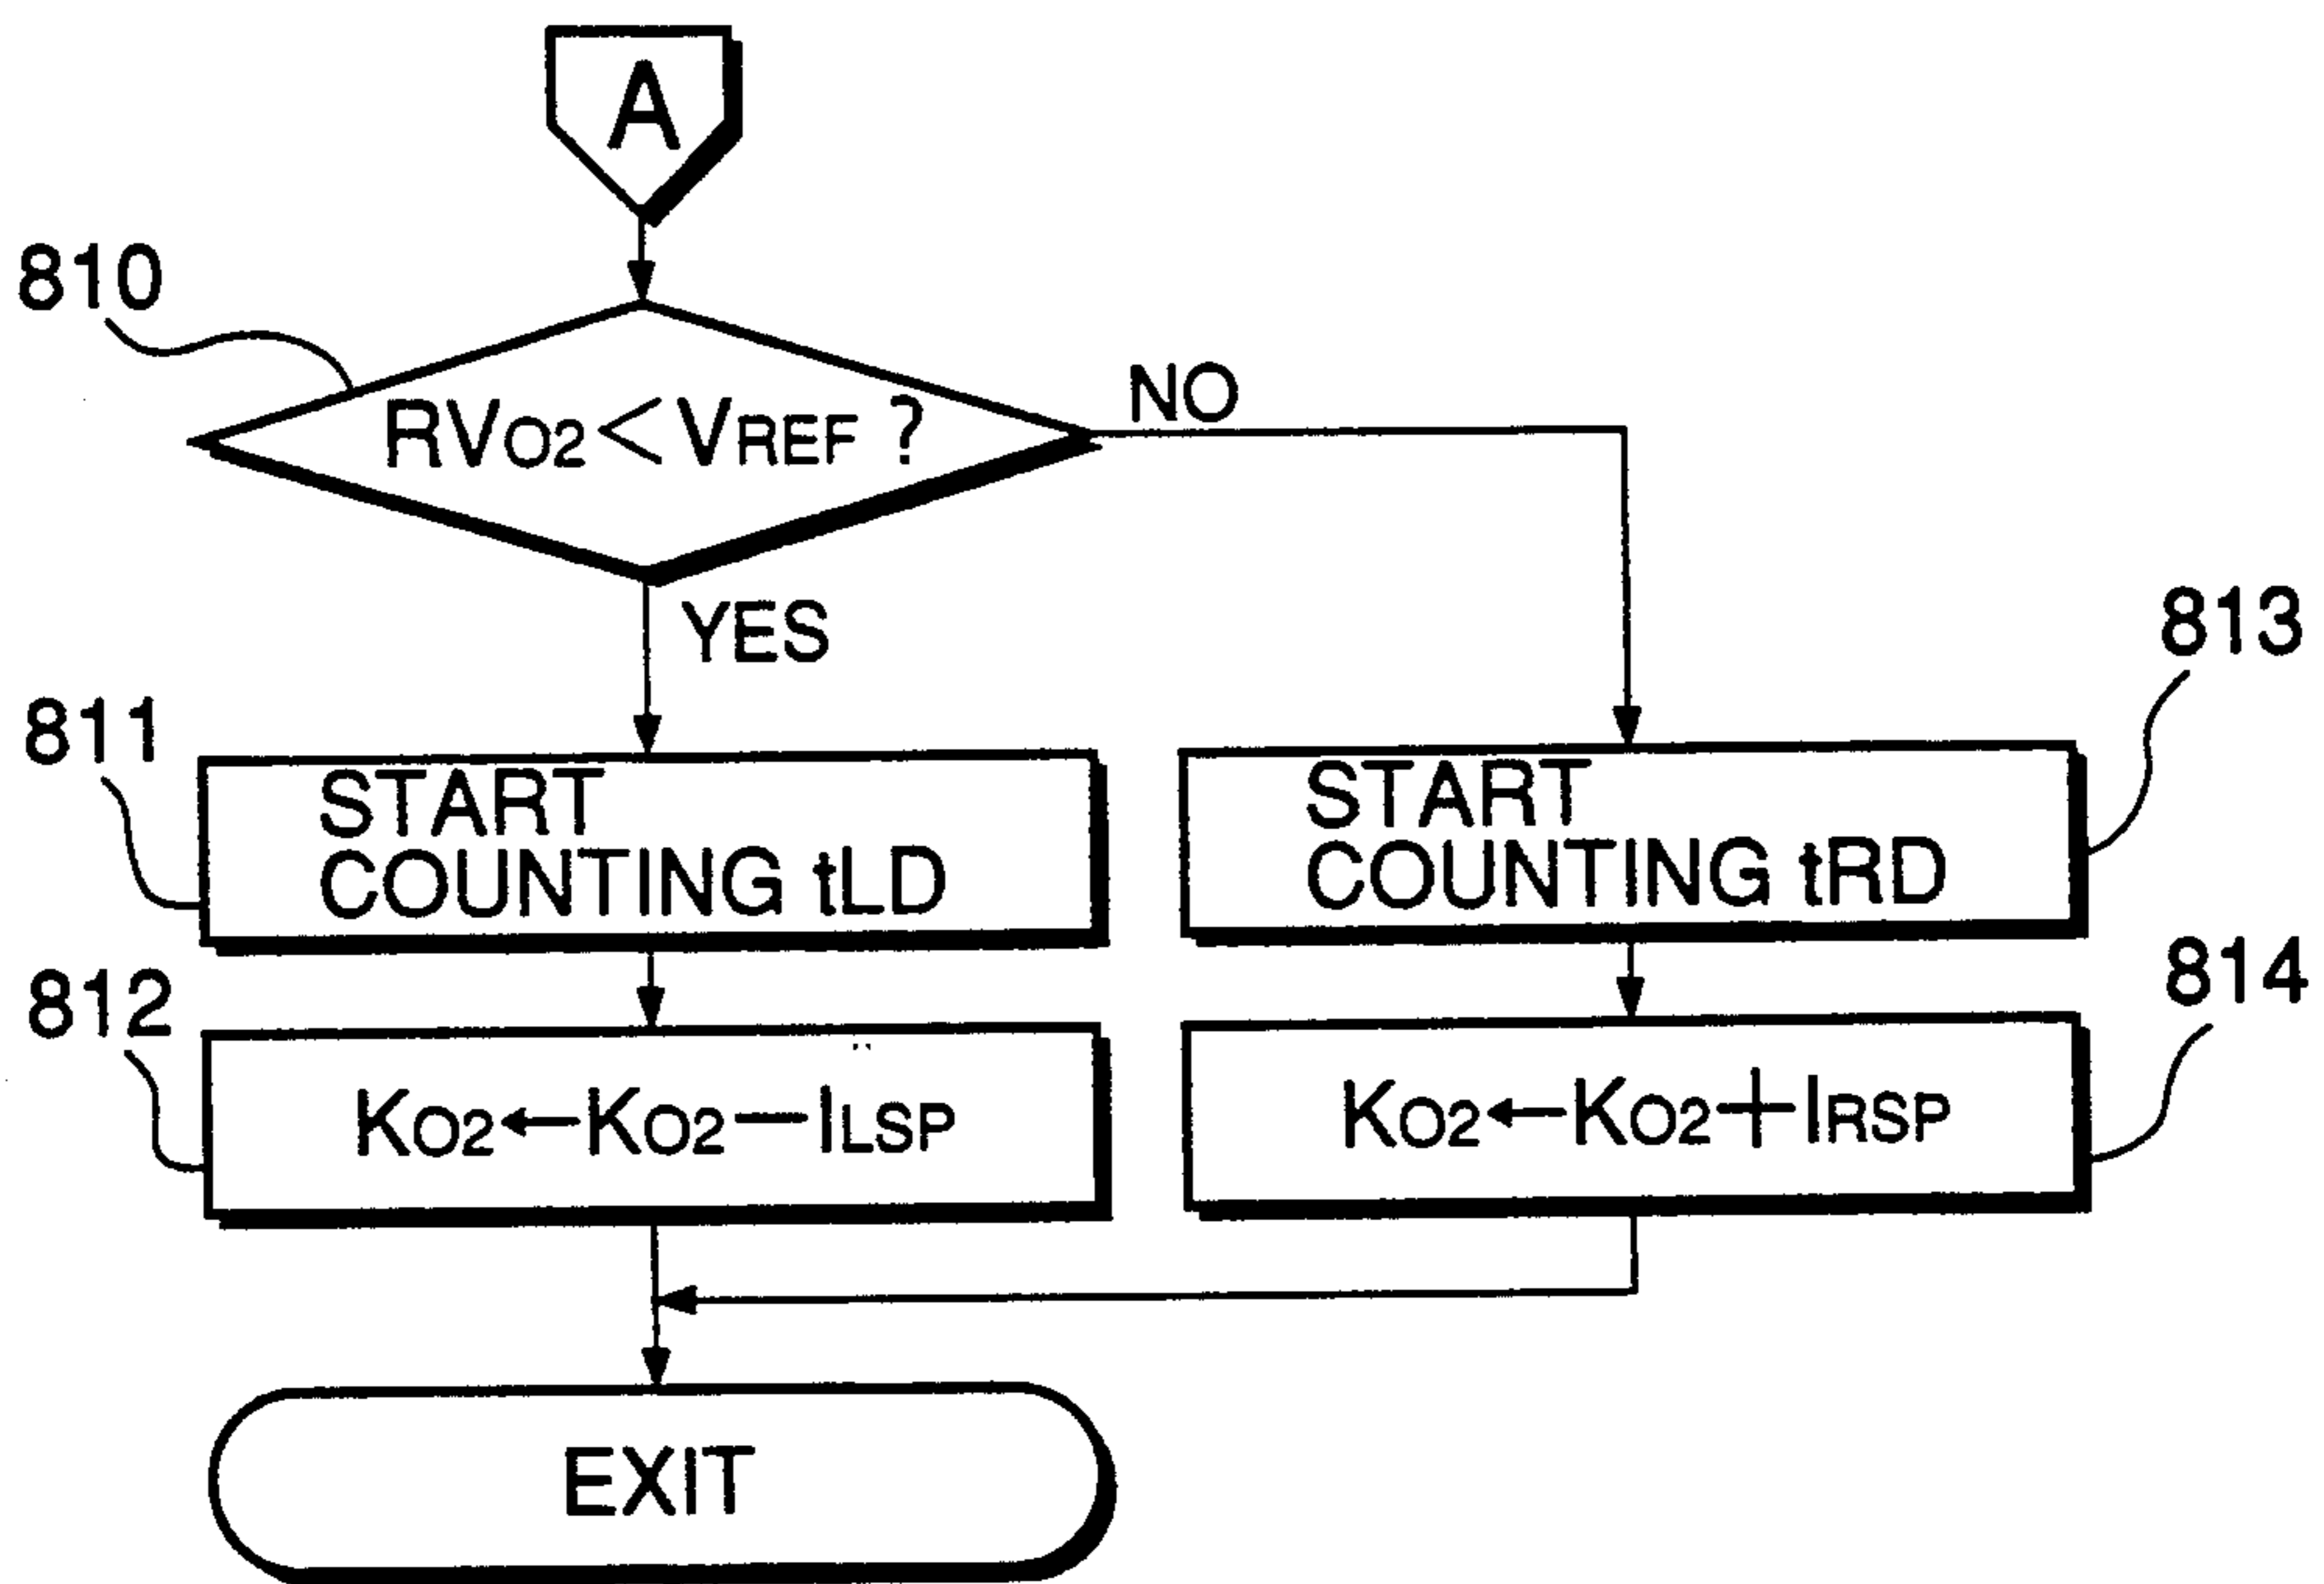 A
810
RVO2<VREF ?
NO
YES
811
START
COUNTING tLD
813
START
COUNTING tRD
812
KO2←KO2−ILSP
814
KO2←KO2+IRSP
EXIT